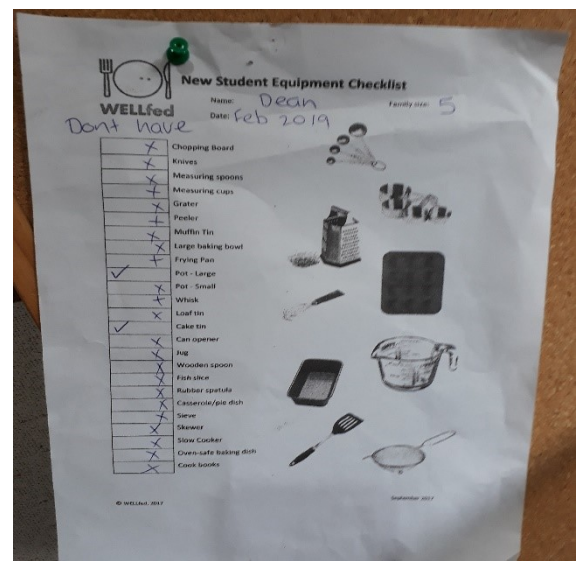 New Student Equipment Checklist
WELLfed
Name: Dean
Family size: 5
Date: Feb 2019
Dont have
x Chopping Board
x Knives
x Measuring spoons
x Measuring cups
x Grater
x Peeler
x Muffin Tin
x Large baking bowl
x Frying Pan
✓ Pot - Large
x Pot - Small
x Whisk
x Loaf tin
✓ Cake tin
x Can opener
x Jug
x Wooden spoon
x Fish slice
x Rubber spatula
x Casserole/pie dish
x Sieve
x Skewer
x Slow Cooker
x Oven-safe baking dish
x Cook books
© WELLfed, 2017
September 2017